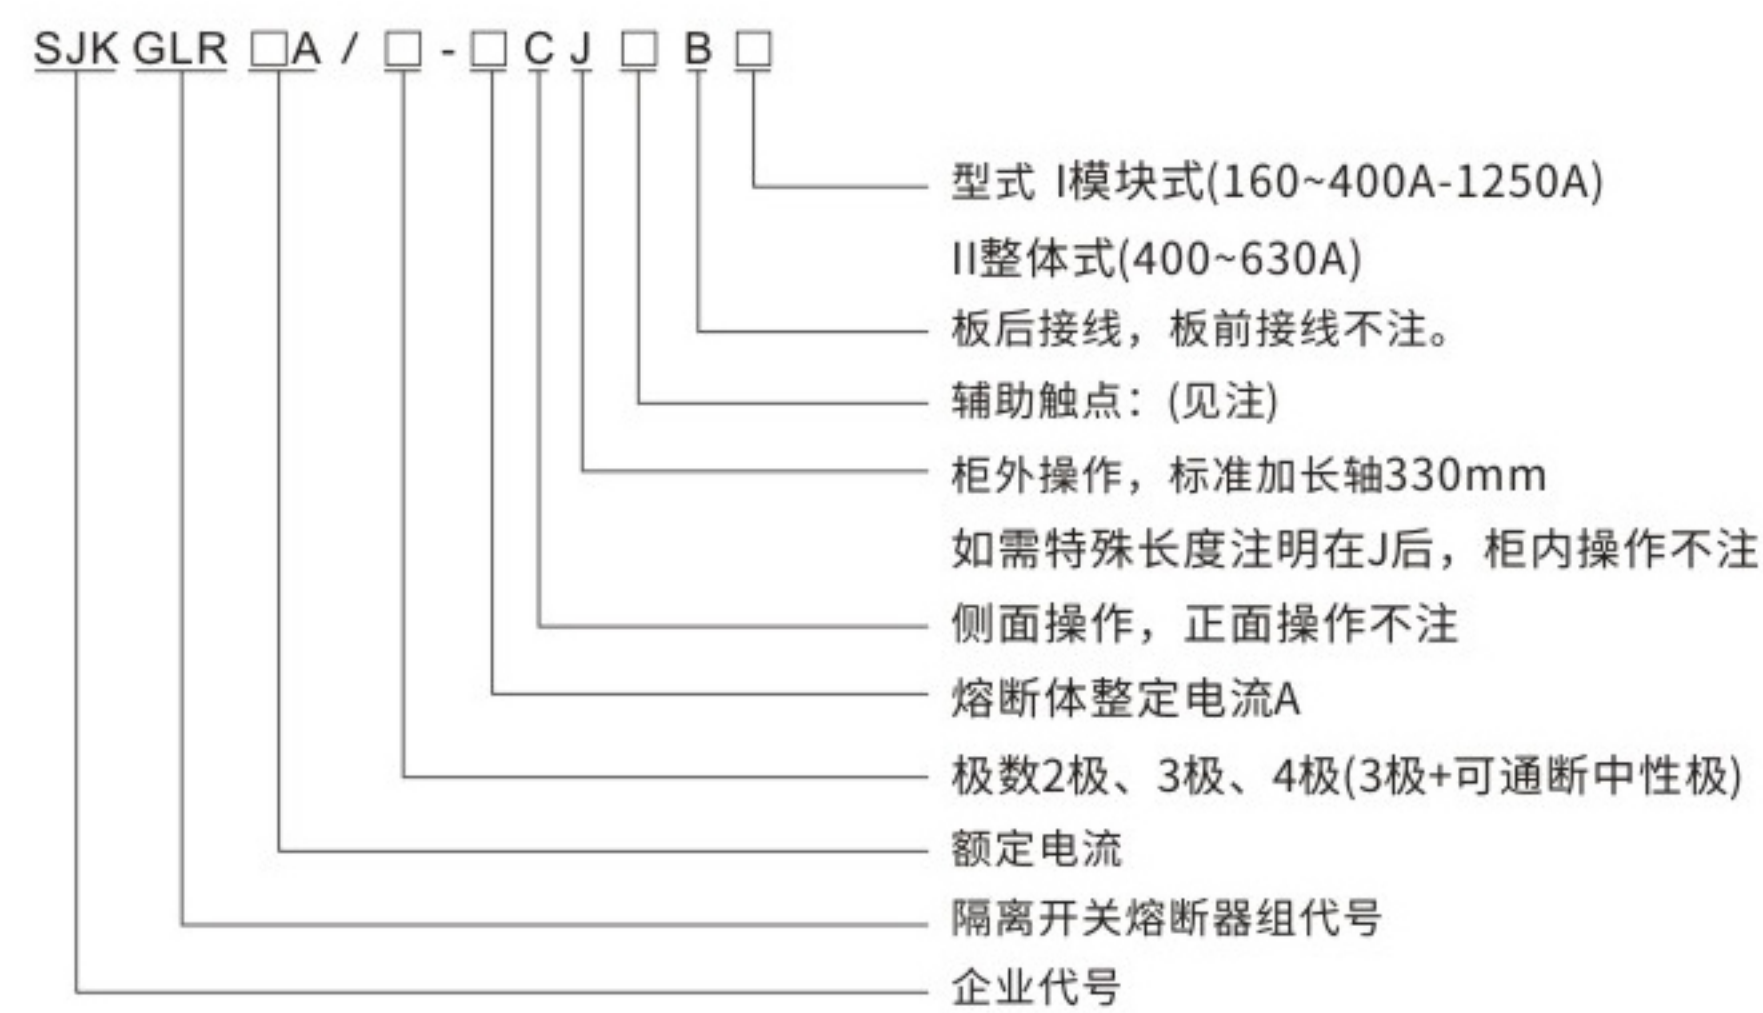 SJK GLR □A / □ - □ C J □ B □
型式 I模块式(160~400A-1250A)
II整体式(400~630A)
板后接线，板前接线不注。
辅助触点：(见注)
柜外操作，标准加长轴330mm
如需特殊长度注明在J后，柜内操作不注
侧面操作，正面操作不注
熔断体整定电流A
极数2极、3极、4极(3极+可通断中性极)
额定电流
隔离开关熔断器组代号
企业代号